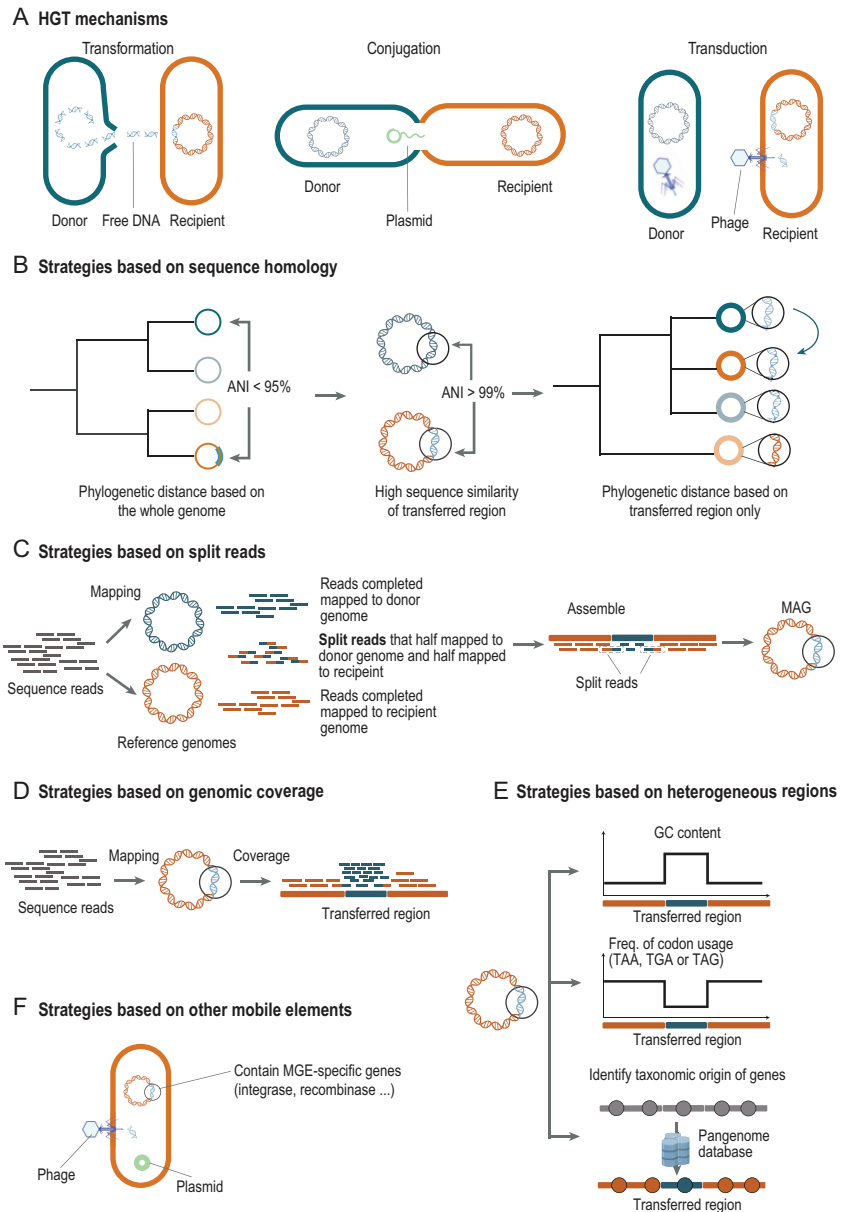 A HGT mechanisms
Transformation
Conjugation
Transduction
Donor
Free DNA
Recipient
Donor
Plasmid
Recipient
Donor
Phage
Recipient
B Strategies based on sequence homology
ANI < 95%
Phylogenetic distance based on
the whole genome
ANI > 99%
High sequence similarity
of transferred region
Phylogenetic distance based on
transferred region only
C Strategies based on split reads
Sequence reads
Mapping
Reference genomes
Reads completed
mapped to donor
genome
Split reads that half mapped to
donor genome and half mapped
to recipeint
Reads completed
mapped to recipient
genome
Assemble
Split reads
MAG
D Strategies based on genomic coverage
Sequence reads
Mapping
Coverage
Transferred region
E Strategies based on heterogeneous regions
GC content
Transferred region
Freq. of codon usage
(TAA, TGA or TAG)
Transferred region
Identify taxonomic origin of genes
Pangenome
database
Transferred region
F Strategies based on other mobile elements
Contain MGE-specific genes
(integrase, recombinase ...)
Phage
Plasmid